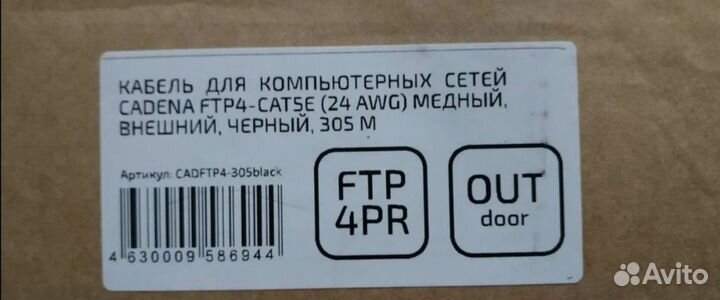 КАБЕЛЬ ДЛЯ КОМПЬЮТЕРНЫХ СЕТЕЙ
CADENA FTP4-CAT5E (24 AWG) МЕДНЫЙ,
ВНЕШНИЙ, ЧЕРНЫЙ, 305 М
Артикул: CADFTP4-305black
4 630009 586944
FTP
4PR
OUT
door
Avito